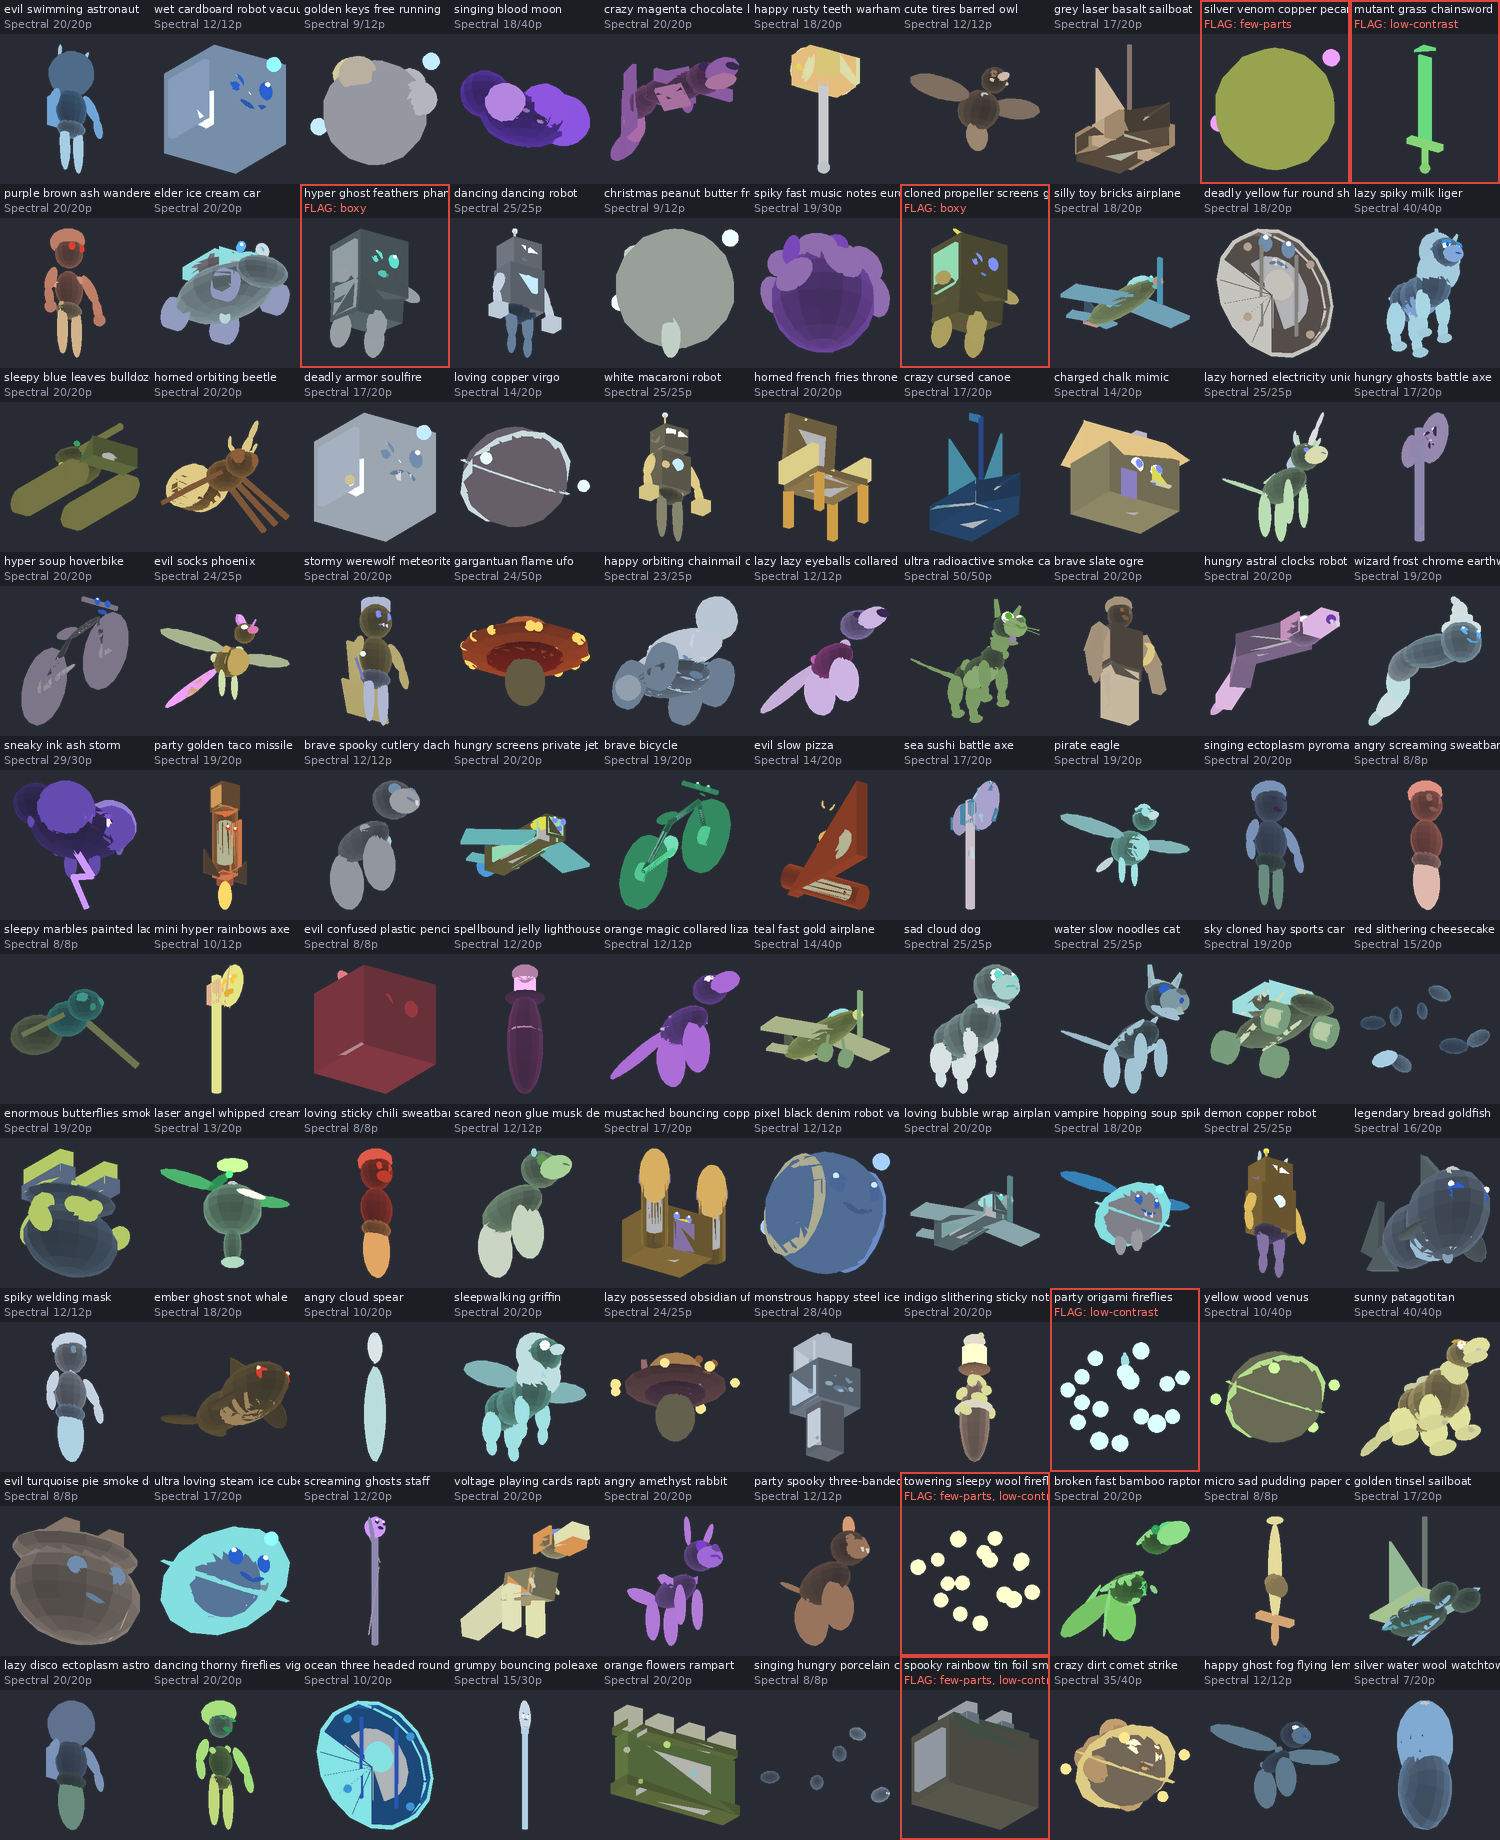 evil swimming astronaut
Spectral 20/20p
wet cardboard robot vacu
Spectral 12/12p
golden keys free running
Spectral 9/12p
singing blood moon
Spectral 18/40p
crazy magenta chocolate l
Spectral 20/20p
happy rusty teeth warham
Spectral 18/20p
cute tires barred owl
Spectral 12/12p
grey laser basalt sailboat
Spectral 17/20p
silver venom copper pecar
FLAG: few-parts
mutant grass chainsword
FLAG: low-contrast
purple brown ash wandere
Spectral 20/20p
elder ice cream car
Spectral 20/20p
hyper ghost feathers phar
FLAG: boxy
dancing dancing robot
Spectral 25/25p
christmas peanut butter fr
Spectral 9/12p
spiky fast music notes eur
Spectral 19/30p
cloned propeller screens g
FLAG: boxy
silly toy bricks airplane
Spectral 18/20p
deadly yellow fur round sh
Spectral 18/20p
lazy spiky milk liger
Spectral 40/40p
sleepy blue leaves bulldoz
Spectral 20/20p
horned orbiting beetle
Spectral 20/20p
deadly armor soulfire
Spectral 17/20p
loving copper virgo
Spectral 14/20p
white macaroni robot
Spectral 25/25p
horned french fries throne
Spectral 20/20p
crazy cursed canoe
Spectral 17/20p
charged chalk mimic
Spectral 14/20p
lazy horned electricity unic
Spectral 25/25p
hungry ghosts battle axe
Spectral 17/20p
hyper soup hoverbike
Spectral 20/20p
evil socks phoenix
Spectral 24/25p
stormy werewolf meteorite
Spectral 20/20p
gargantuan flame ufo
Spectral 24/50p
happy orbiting chainmail c
Spectral 23/25p
lazy lazy eyeballs collared
Spectral 12/12p
ultra radioactive smoke ca
Spectral 50/50p
brave slate ogre
Spectral 20/20p
hungry astral clocks robot
Spectral 20/20p
wizard frost chrome earthw
Spectral 19/20p
sneaky ink ash storm
Spectral 29/30p
party golden taco missile
Spectral 19/20p
brave spooky cutlery dach
Spectral 12/12p
hungry screens private jet
Spectral 20/20p
brave bicycle
Spectral 19/20p
evil slow pizza
Spectral 14/20p
sea sushi battle axe
Spectral 17/20p
pirate eagle
Spectral 19/20p
singing ectoplasm pyroma
Spectral 20/20p
angry screaming sweatbar
Spectral 8/8p
sleepy marbles painted lad
Spectral 8/8p
mini hyper rainbows axe
Spectral 10/12p
evil confused plastic penci
Spectral 8/8p
spellbound jelly lighthouse
Spectral 12/20p
orange magic collared liza
Spectral 12/12p
teal fast gold airplane
Spectral 14/40p
sad cloud dog
Spectral 25/25p
water slow noodles cat
Spectral 25/25p
sky cloned hay sports car
Spectral 19/20p
red slithering cheesecake
Spectral 15/20p
enormous butterflies smok
Spectral 19/20p
laser angel whipped cream
Spectral 13/20p
loving sticky chili sweatbar
Spectral 8/8p
scared neon glue musk de
Spectral 12/12p
mustached bouncing copp
Spectral 17/20p
pixel black denim robot va
Spectral 12/12p
loving bubble wrap airplan
Spectral 20/20p
vampire hopping soup spik
Spectral 18/20p
demon copper robot
Spectral 25/25p
legendary bread goldfish
Spectral 16/20p
spiky welding mask
Spectral 12/12p
ember ghost snot whale
Spectral 18/20p
angry cloud spear
Spectral 10/20p
sleepwalking griffin
Spectral 20/20p
lazy possessed obsidian uf
Spectral 24/25p
monstrous happy steel ice
Spectral 28/40p
indigo slithering sticky not
Spectral 20/20p
party origami fireflies
FLAG: low-contrast
yellow wood venus
Spectral 10/40p
sunny patagotitan
Spectral 40/40p
evil turquoise pie smoke d
Spectral 8/8p
ultra loving steam ice cube
Spectral 17/20p
screaming ghosts staff
Spectral 12/20p
voltage playing cards rapto
Spectral 20/20p
angry amethyst rabbit
Spectral 20/20p
party spooky three-banded
Spectral 12/12p
towering sleepy wool firefl
FLAG: few-parts, low-contr
broken fast bamboo raptor
Spectral 20/20p
micro sad pudding paper c
Spectral 8/8p
golden tinsel sailboat
Spectral 17/20p
lazy disco ectoplasm astro
Spectral 20/20p
dancing thorny fireflies vig
Spectral 20/20p
ocean three headed round
Spectral 10/20p
grumpy bouncing poleaxe
Spectral 15/30p
orange flowers rampart
Spectral 20/20p
singing hungry porcelain c
Spectral 8/8p
spooky rainbow tin foil sm
FLAG: few-parts, low-contr
crazy dirt comet strike
Spectral 35/40p
happy ghost fog flying lem
Spectral 12/12p
silver water wool watchtow
Spectral 7/20p